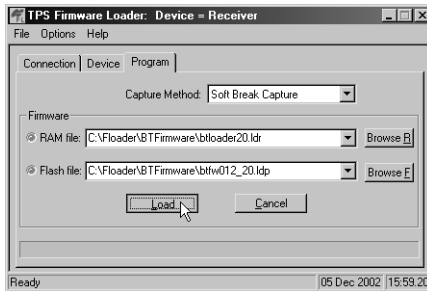 TPS Firmware Loader: Device = Receiver
File Options Help
Connection Device Program
Capture Method: Soft Break Capture
Firmware
RAM file: C:\Floader\BTFirmware\btloader20.ldr Browse R
Flash file: C:\Floader\BTFirmware\btfw012_20.ldp Browse F
Load Cancel
Ready 05 Dec 2002 15:59.20